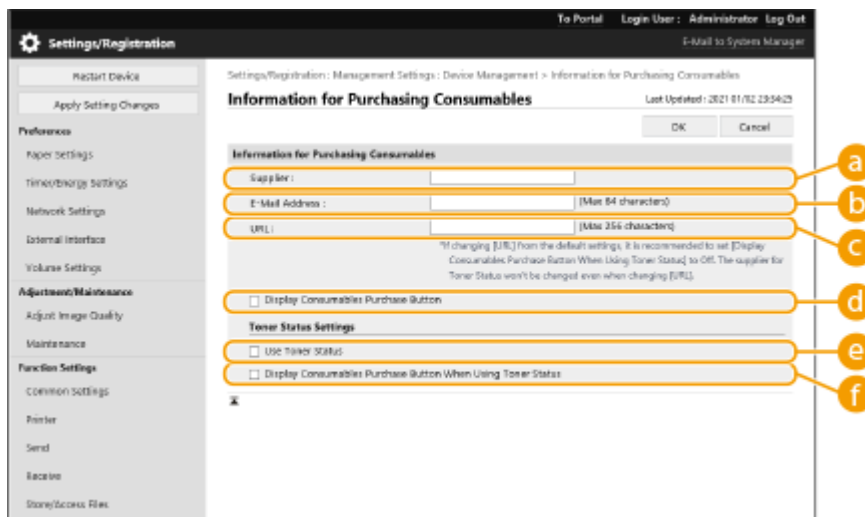 To Portal Login User : Administrator Log Out
Settings/Registration
E-Mail to System Manager
Restart Device
Apply Setting Changes
Preferences
Paper Settings
Timer/Energy Settings
Network Settings
External Interface
Volume Settings
Adjustment/Maintenance
Adjust Image Quality
Maintenance
Function Settings
Common Settings
Printer
Send
Receive
Store/Access Files
Settings/Registration : Management Settings : Device Management > Information for Purchasing Consumables
Information for Purchasing Consumables
Last Updated : 2021 01/02 23:54:29
OK Cancel
Information for Purchasing Consumables
Supplier :
a
E-Mail Address : (Max 64 characters)
b
URL : (Max 256 characters)
c
*If changing [URL] from the default settings, it is recommended to set [Display
Consumables Purchase Button When Using Toner Status] to Off. The supplier for
Toner Status won't be changed even when changing [URL].
Display Consumables Purchase Button
d
Toner Status Settings
Use Toner Status
e
Display Consumables Purchase Button When Using Toner Status
f